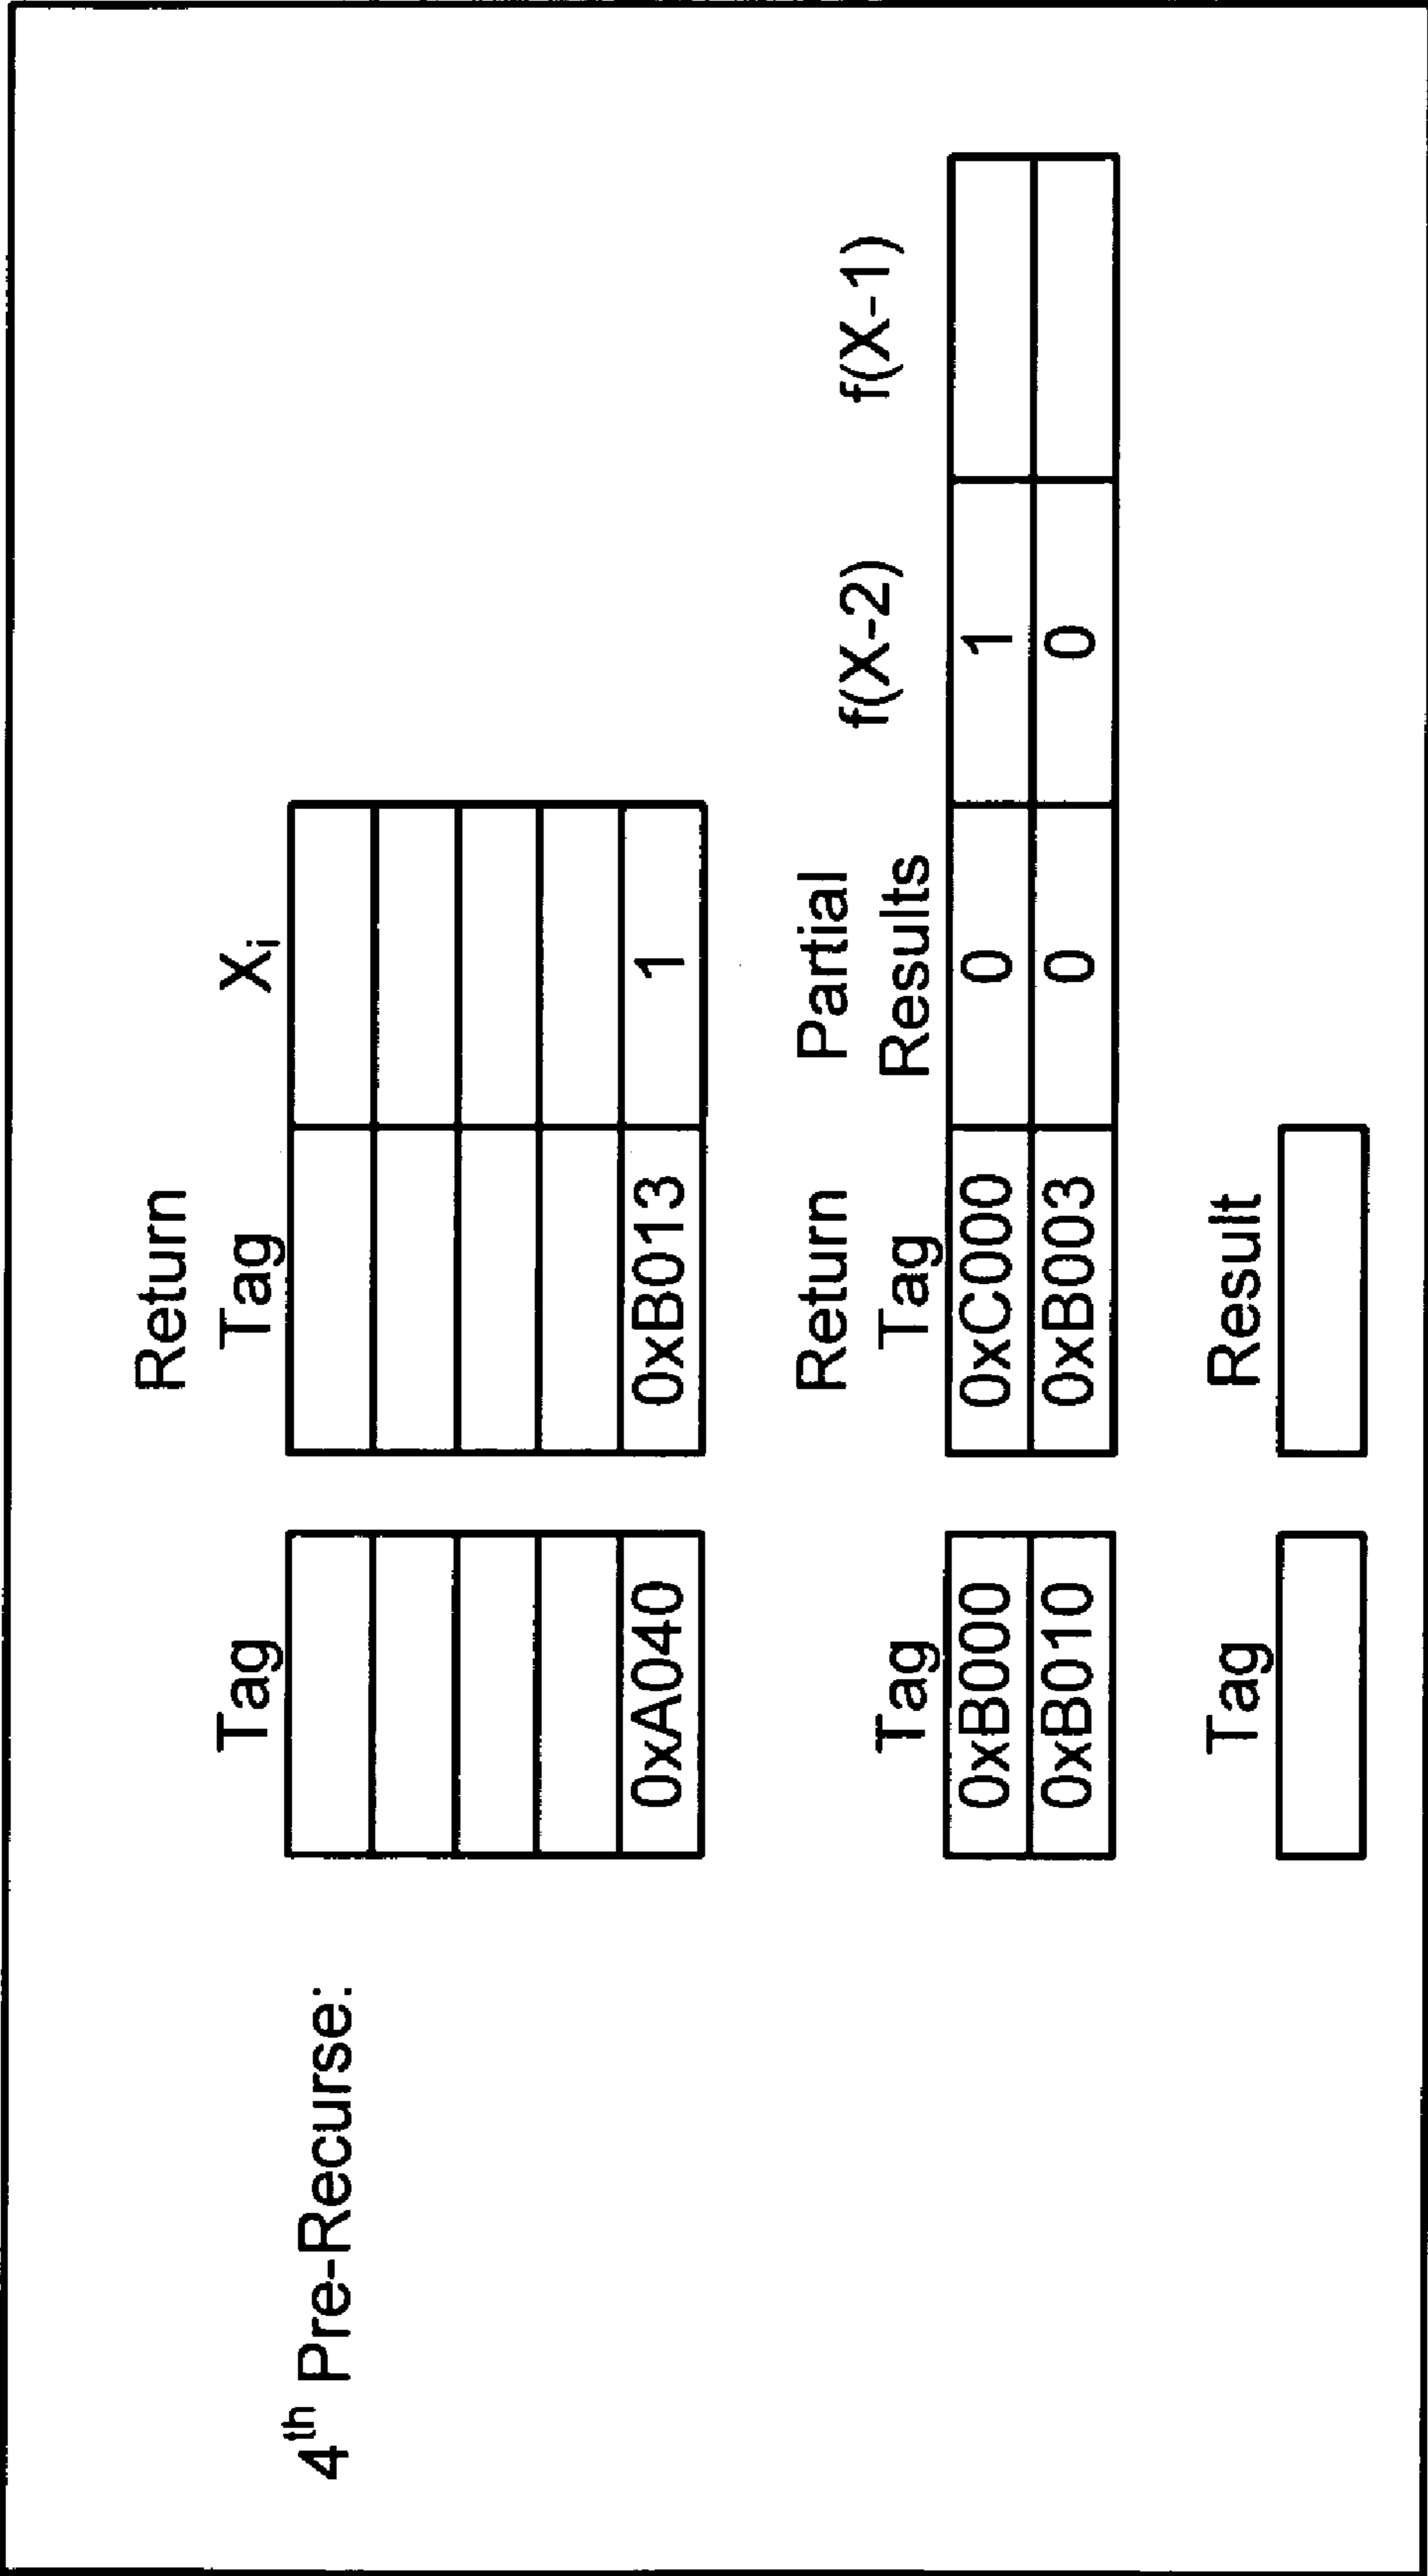 4th Pre-Recurse:
Return
Tag Tag Xi
0xA040 0xB013 1
Return Partial
Tag Tag Results f(X-2) f(X-1)
0xB000 0xC000 0 1
0xB010 0xB003 0 0
Tag Result